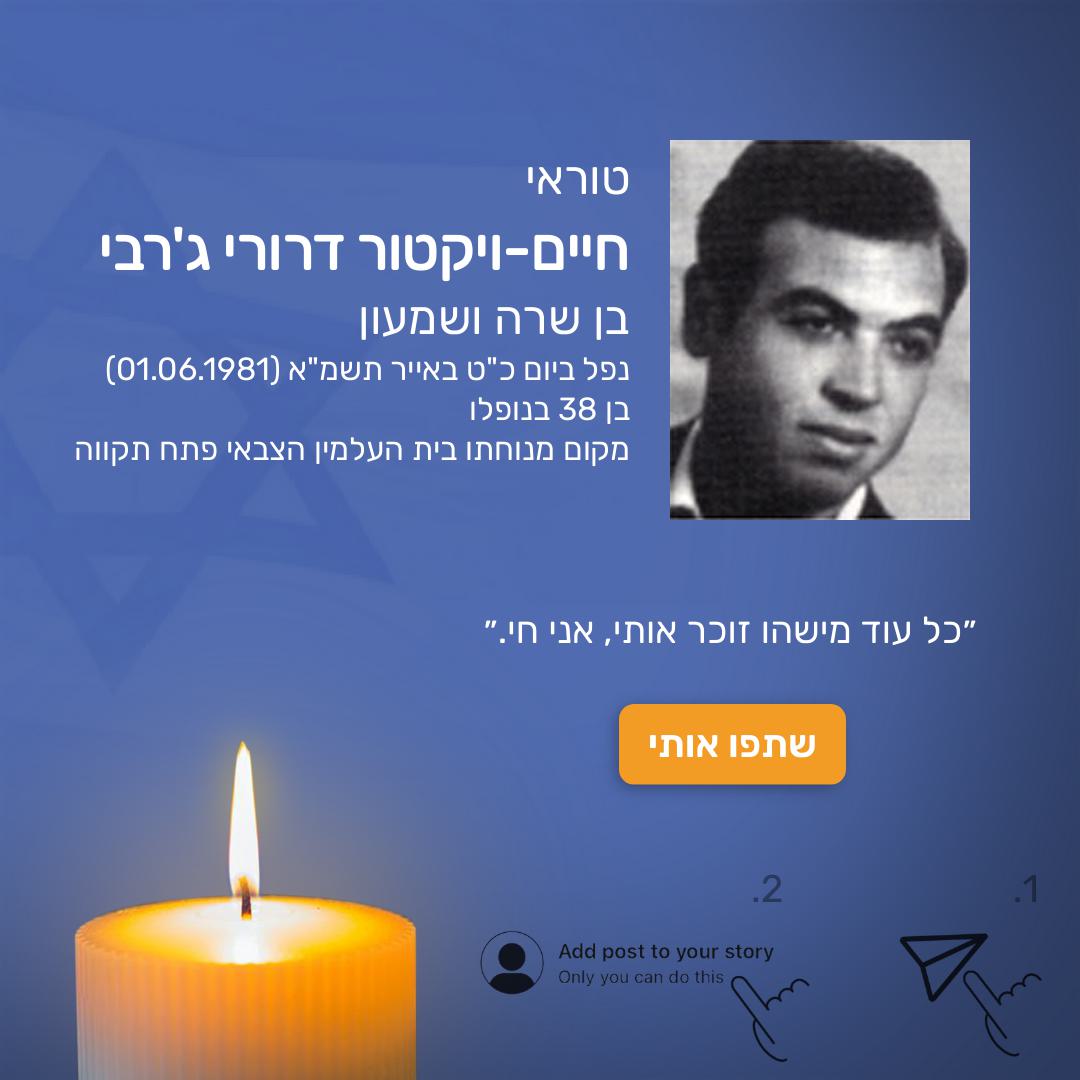 טוראי
חיים-ויקטור דרורי ג'רבי
בן שרה ושמעון
נפל ביום כ"ט באייר תשמ"א (01.06.1981)
בן 38 בנופלו
מקום מנוחתו בית העלמין הצבאי פתח תקווה
״כל עוד מישהו זוכר אותי, אני חי.״
שתפו אותי
.1
.2
Add post to your story
Only you can do this